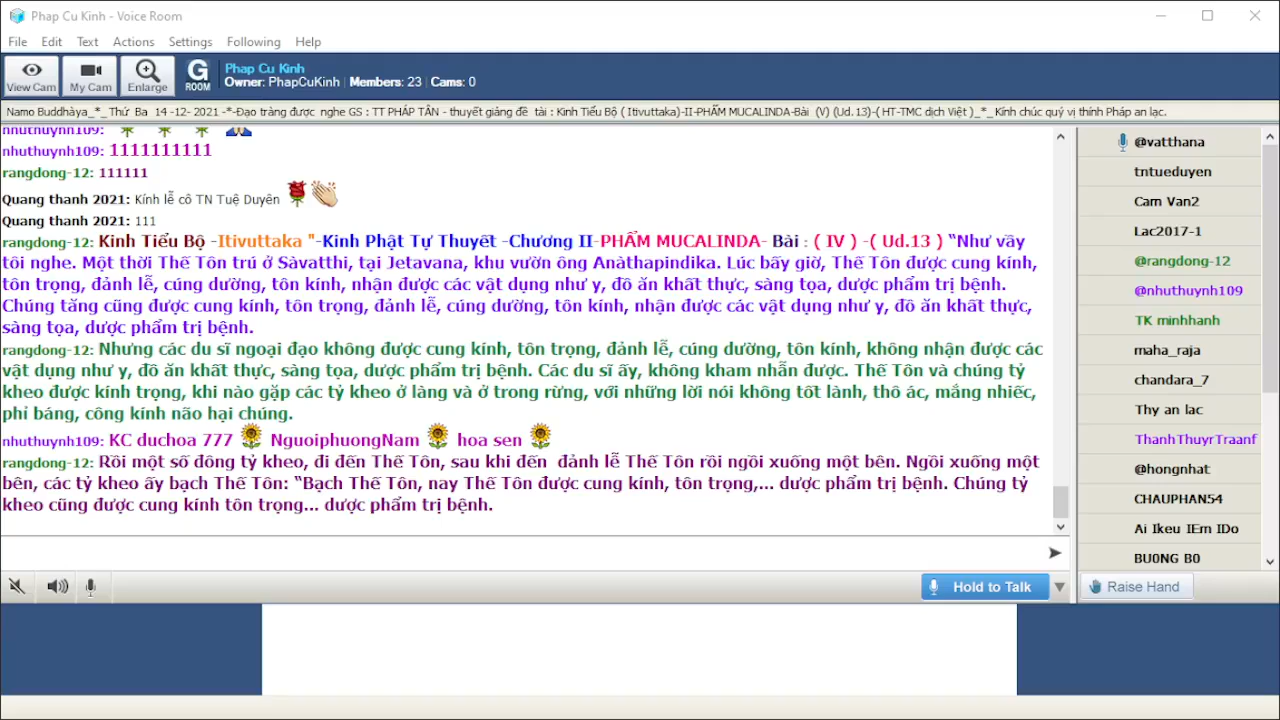 Phap Cu Kinh - Voice Room
File Edit Text Actions Settings Following Help
View Cam My Cam Enlarge G ROOM
Phap Cu Kinh
Owner: PhapCuKinh Members: 23 Cams: 0
Namo Buddhàya_*_ Thứ Ba 14 -12- 2021 -*-Đạo tràng được nghe GS : TT PHÁP TÂN - thuyết giảng đề tài : Kinh Tiểu Bộ ( Itivuttaka)-II-PHẨM MUCALINDA-Bài (V) (Ud.13)-( HT-TMC dịch Việt )_*_ Kính chúc quý vị thính Pháp an lạc.
nhuthuynh109:
nhuthuynh109: 1111111111
rangdong-12: 111111
Quang thanh 2021: Kính lễ cô TN Tuệ Duyên
Quang thanh 2021: 111
rangdong-12: Kinh Tiểu Bộ -Itivuttaka "-Kinh Phật Tự Thuyết -Chương II-PHẨM MUCALINDA- Bài : ( IV ) -( Ud.13 ) “Như vầy
tôi nghe. Một thời Thế Tôn trú ở Sàvatthi, tại Jetavana, khu vườn ông Anàthapindika. Lúc bấy giờ, Thế Tôn được cung kính,
tôn trọng, đảnh lễ, cúng dường, tôn kính, nhận được các vật dụng như y, đồ ăn khất thực, sàng tọa, dược phẩm trị bệnh.
Chúng tăng cũng được cung kính, tôn trọng, đảnh lễ, cúng dường, tôn kính, nhận được các vật dụng như y, đồ ăn khất thực,
sàng tọa, dược phẩm trị bệnh.
rangdong-12: Nhưng các du sĩ ngoại đạo không được cung kính, tôn trọng, đảnh lễ, cúng dường, tôn kính, không nhận được các
vật dụng như y, đồ ăn khất thực, sàng tọa, dược phẩm trị bệnh. Các du sĩ ấy, không kham nhẫn được. Thế Tôn và chúng tỷ
kheo được kính trọng, khi nào gặp các tỷ kheo ở làng và ở trong rừng, với những lời nói không tốt lành, thô ác, mắng nhiếc,
phỉ báng, công kính não hại chúng.
nhuthuynh109: KC duchoa 777 NguoiphuongNam hoa sen
rangdong-12: Rồi một số đông tỷ kheo, đi đến Thế Tôn, sau khi đến đảnh lễ Thế Tôn rồi ngồi xuống một bên. Ngồi xuống một
bên, các tỷ kheo ấy bạch Thế Tôn: “Bạch Thế Tôn, nay Thế Tôn được cung kính, tôn trọng,... dược phẩm trị bệnh. Chúng tỷ
kheo cũng được cung kính tôn trọng... dược phẩm trị bệnh.
@vatthana
tntueduyen
Cam Van2
Lac2017-1
@rangdong-12
@nhuthuynh109
TK minhhanh
maha_raja
chandara_7
Thy an lac
ThanhThuyrTraanf
@hongnhat
CHAUPHAN54
Ai Ikeu IEm IDo
BU0NG B0
Hold to Talk
Raise Hand